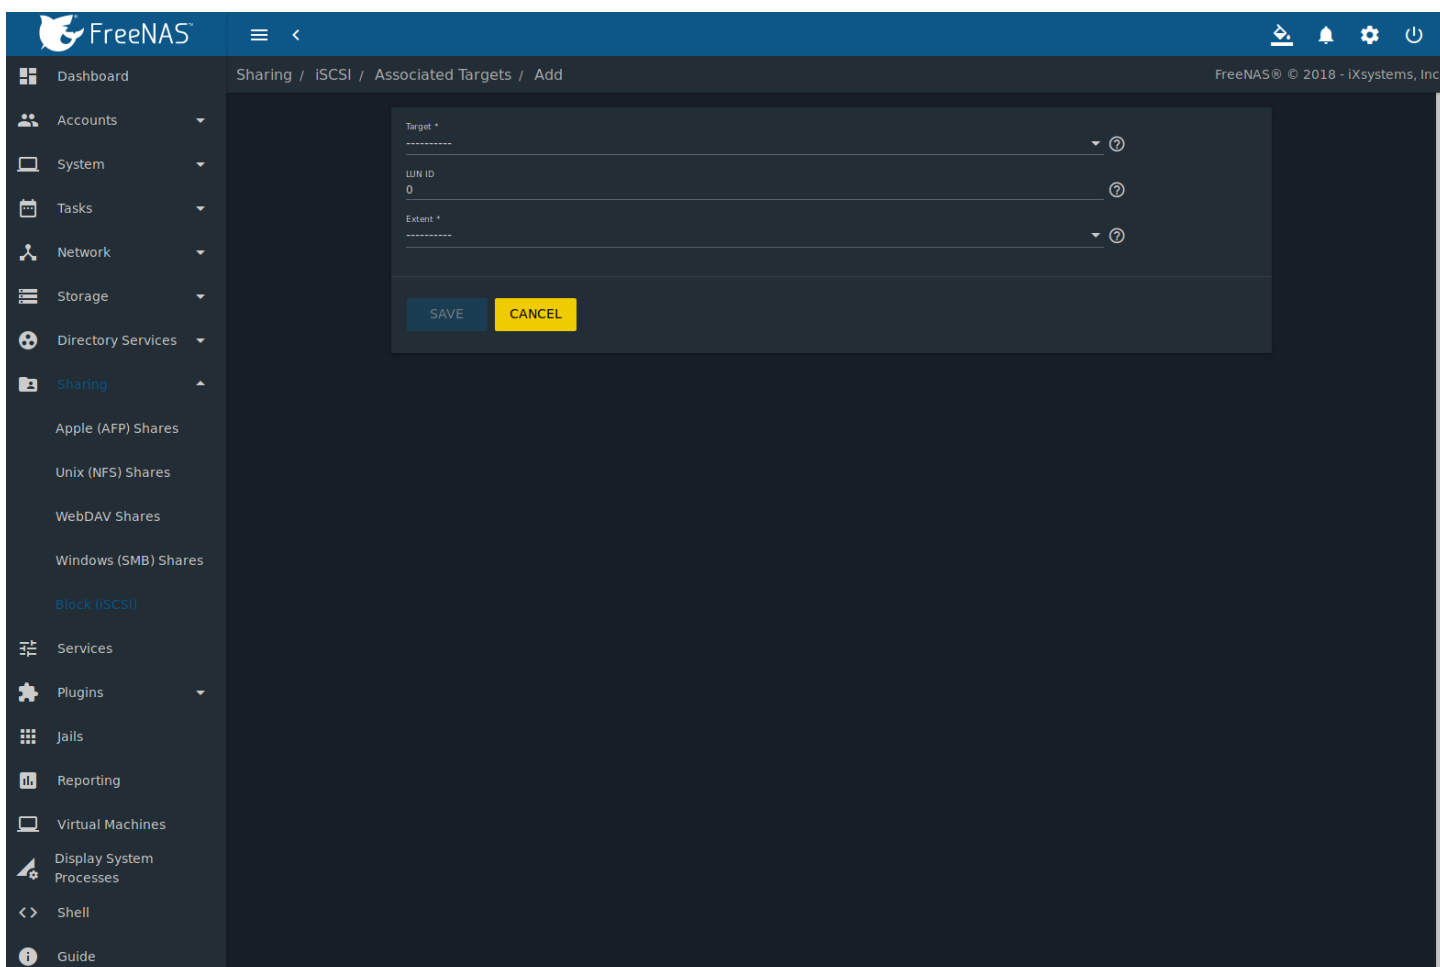 FreeNAS™
Sharing / iSCSI / Associated Targets / Add
FreeNAS® © 2018 - iXsystems, Inc
Dashboard
Accounts
System
Tasks
Network
Storage
Directory Services
Sharing
Apple (AFP) Shares
Unix (NFS) Shares
WebDAV Shares
Windows (SMB) Shares
Block (iSCSI)
Services
Plugins
Jails
Reporting
Virtual Machines
Display System
Processes
Shell
Guide
Target *
----------
LUN ID
0
Extent *
----------
SAVE
CANCEL